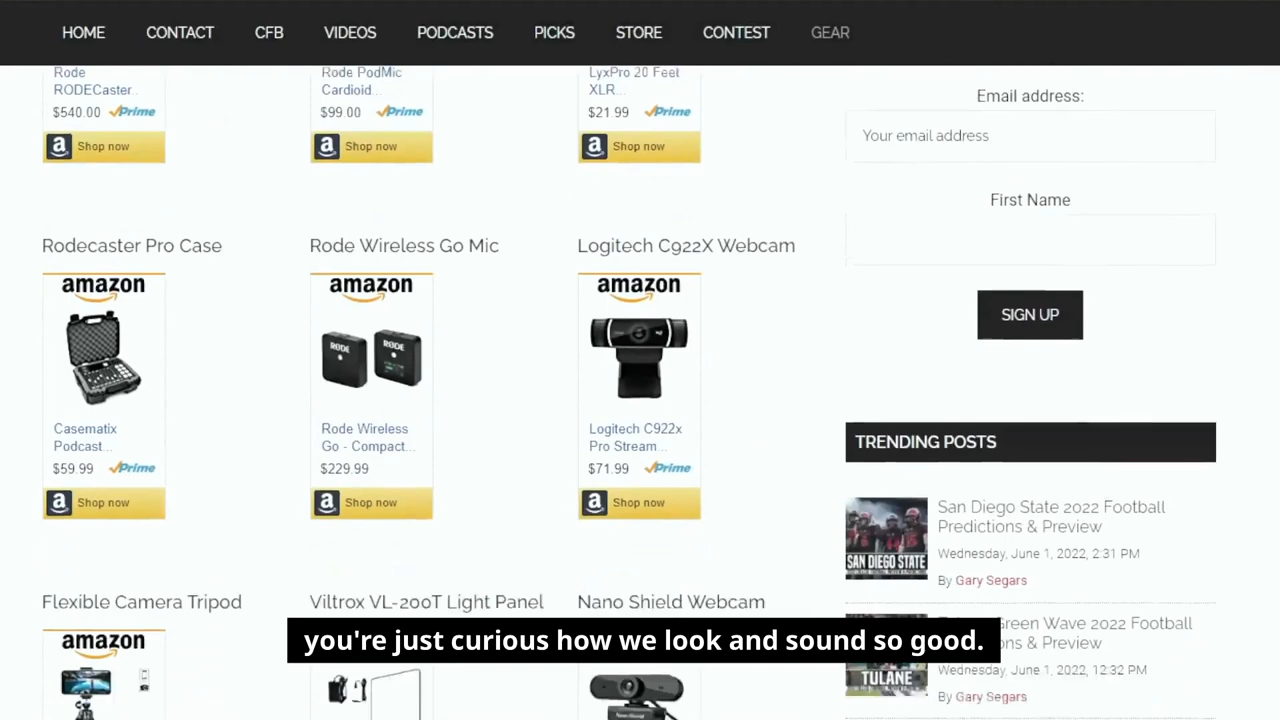 HOME CONTACT CFB VIDEOS PODCASTS PICKS STORE CONTEST GEAR
Rode
RODECaster..
$540.00 Prime
a Shop now
Rode PodMic
Cardioid...
$99.00 Prime
a Shop now
LyxPro 20 Feet
XLR...
$21.99 Prime
a Shop now
Rodecaster Pro Case
amazon
Casematix
Podcast...
$59.99 Prime
a Shop now
Rode Wireless Go Mic
amazon
RODE RODE
Rode Wireless
Go - Compact...
$229.99
a Shop now
Logitech C922X Webcam
amazon
Logitech C922x
Pro Stream...
$71.99 Prime
a Shop now
Flexible Camera Tripod
amazon
Viltrox VL-200T Light Panel
Nano Shield Webcam
Email address:
Your email address
First Name
SIGN UP
TRENDING POSTS
SAN DIEGO STATE
San Diego State 2022 Football
Predictions & Preview
Wednesday, June 1, 2022, 2:31 PM
By Gary Segars
TULANE
Green Wave 2022 Football
& Preview
Wednesday, June 1, 2022, 12:32 PM
By Gary Segars
you're just curious how we look and sound so good.